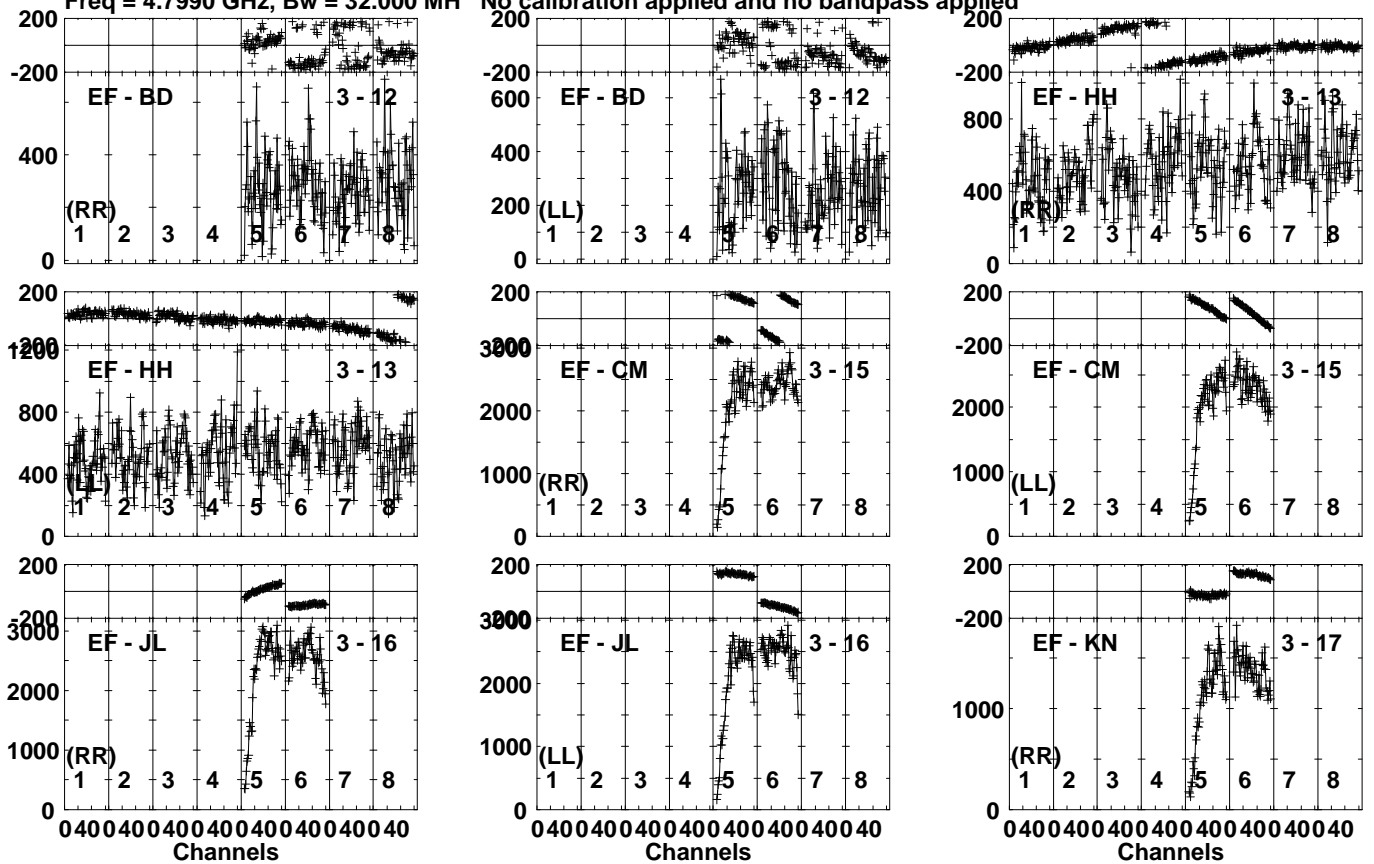 Freq = 4.7990 GHz, Bw = 32.000 MH No calibration applied and no bandpass applied
200 200 200
-200 -200 -200
EF - BD 3 - 12 EF - BD 3 - 12 EF - HH 3 - 13
600 800
400 400
200 400
(RR) (LL) (RR)
1 2 3 4 5 6 7 8 1 2 3 4 5 6 7 8 1 2 3 4 5 6 7 8
0 0 0
200 200 200
-200 -200
1200 3000
EF - HH 3 - 13 EF - CM 3 - 15 EF - CM 3 - 15
800 2000 2000
400 1000 1000
(LL) (RR) (LL)
1 2 3 4 5 6 7 8 1 2 3 4 5 6 7 8 1 2 3 4 5 6 7 8
0 0 0
200 200 200
-200 -200
3000 3000
EF - JL 3 - 16 EF - JL 3 - 16 EF - KN 3 - 17
2000 2000
1000 1000 1000
(RR) (LL) (RR)
1 2 3 4 5 6 7 8 1 2 3 4 5 6 7 8 1 2 3 4 5 6 7 8
0 0 0
0 40 0 40 0 40 0 40 0 40 0 40 0 40 0 40 0 40 0 40 0 40 0 40 0 40 0 40 0 40 0 40 0 40 0 40 0 40 0 40 0 40 0 40 0 40 0 40
Channels Channels Channels